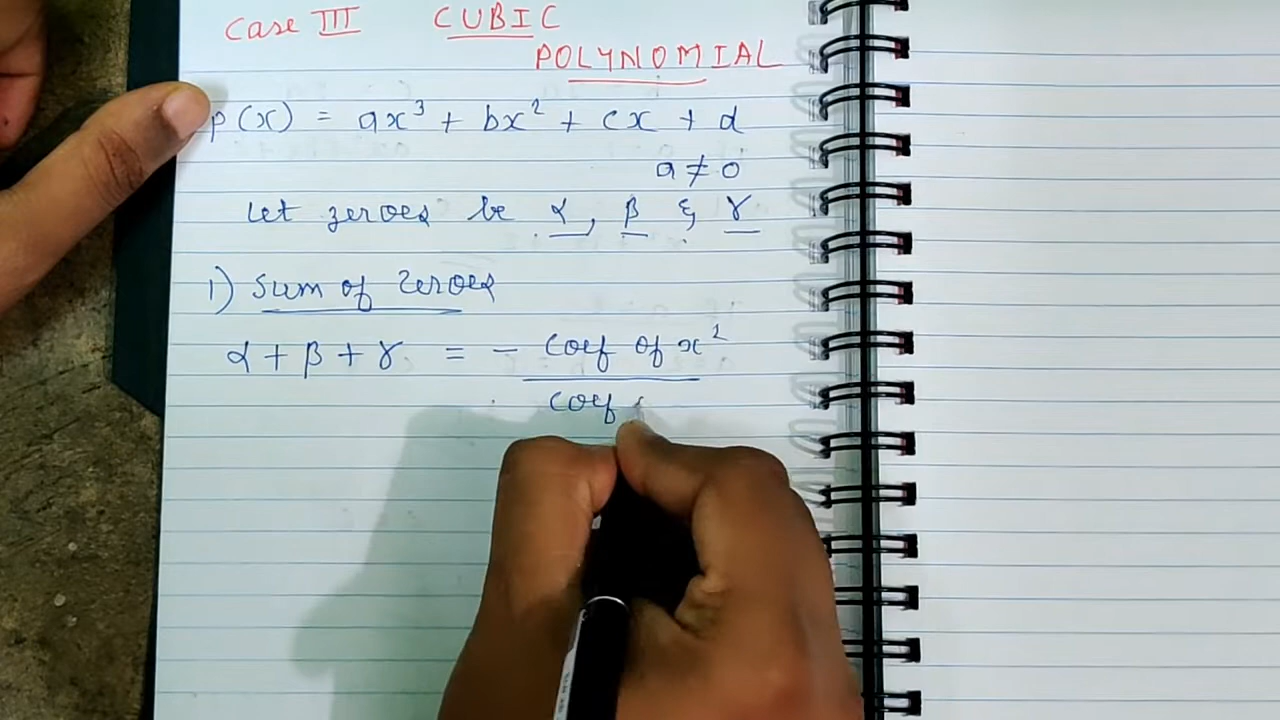 Case III CUBIC
POLYNOMIAL
p(x) = ax³ + bx² + cx + d
a ≠ 0
Let zeroes be α, β & γ
1) Sum of Zeroes
α + β + γ = - coef of x²
coef